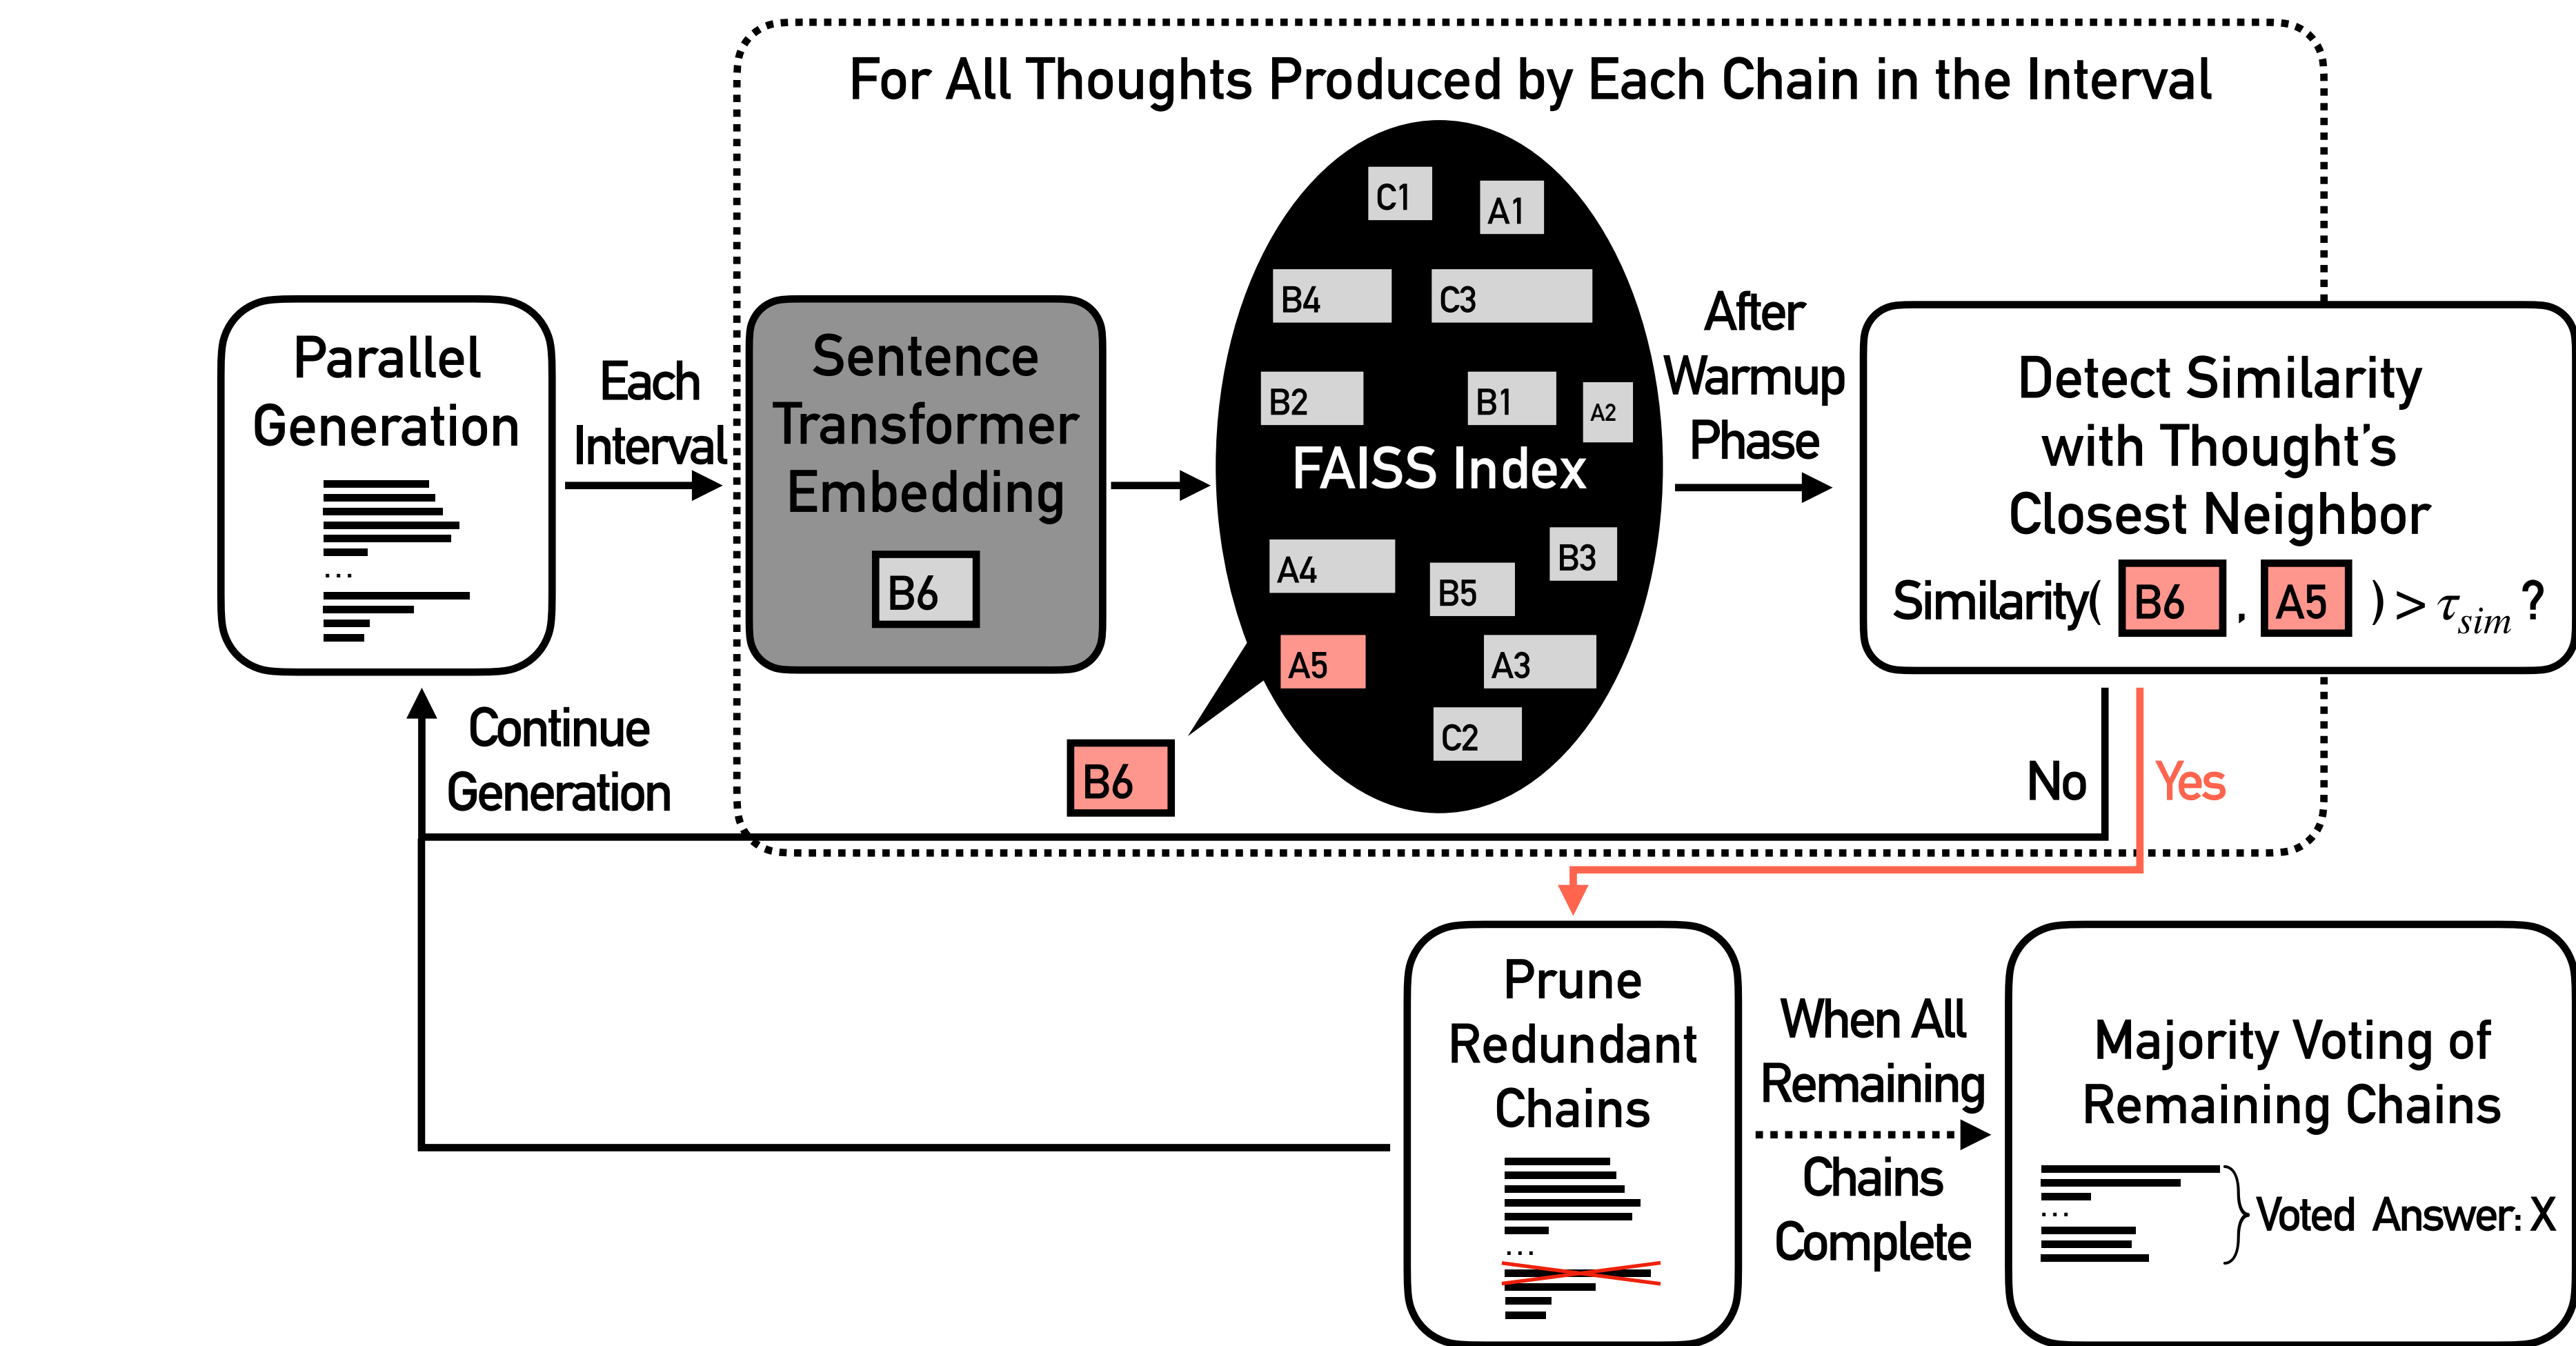 For All Thoughts Produced by Each Chain in the Interval
Parallel
Generation
...
Each
Interval
Sentence
Transformer
Embedding
B6
C1
A1
B4
C3
B2
B1
A2
FAISS Index
A4
B5
B3
A5
A3
C2
B6
After
Warmup
Phase
Detect Similarity
with Thought's
Closest Neighbor
Similarity( B6 , A5 ) > τsim ?
No
Yes
Continue
Generation
Prune
Redundant
Chains
...
When All
Remaining
Chains
Complete
Majority Voting of
Remaining Chains
...
Voted Answer: X